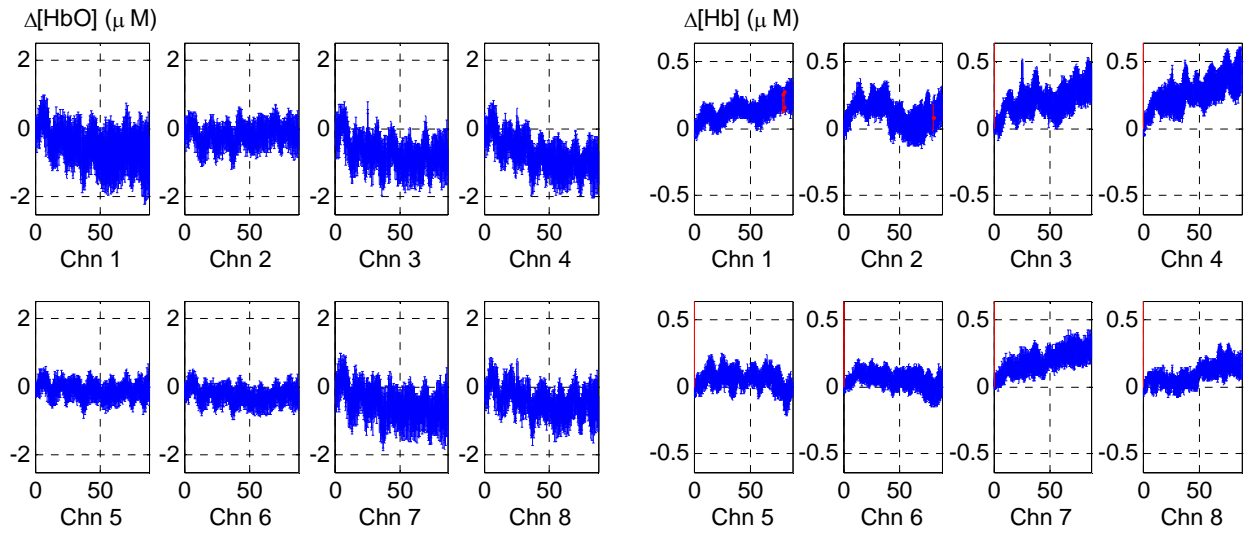 Δ[HbO] (μ M) Δ[Hb] (μ M)
2 2 2 2 0.5 0.5 0.5 0.5
0 0 0 0 0 0 0 0
-2 -2 -2 -2 -0.5 -0.5 -0.5 -0.5
0 50 0 50 0 50 0 50 0 50 0 50 0 50 0 50
Chn 1 Chn 2 Chn 3 Chn 4 Chn 1 Chn 2 Chn 3 Chn 4
2 2 2 2 0.5 0.5 0.5 0.5
0 0 0 0 0 0 0 0
-2 -2 -2 -2 -0.5 -0.5 -0.5 -0.5
0 50 0 50 0 50 0 50 0 50 0 50 0 50 0 50
Chn 5 Chn 6 Chn 7 Chn 8 Chn 5 Chn 6 Chn 7 Chn 8